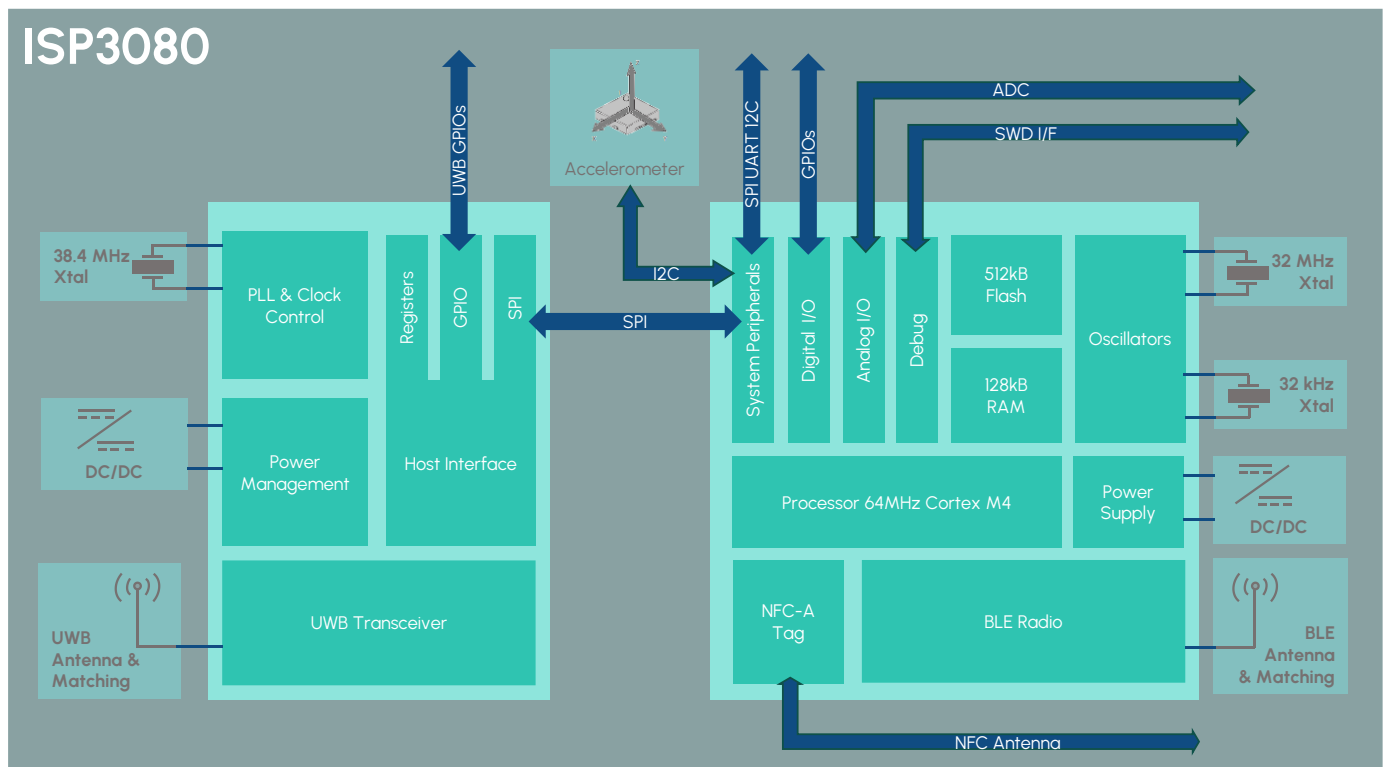 ISP3080
UWB GPIOs
Accelerometer
SPI UART I2C
GPIOs
ADC
SWD I/F
38.4 MHz
Xtal
PLL & Clock
Control
Registers
GPIO
SPI
I2C
SPI
System Peripherals
Digital I/O
Analog I/O
Debug
512kB
Flash
128kB
RAM
Oscillators
32 MHz
Xtal
32 kHz
Xtal
DC/DC
Power
Management
Host Interface
Processor 64MHz Cortex M4
Power
Supply
DC/DC
UWB
Antenna &
Matching
UWB Transceiver
NFC-A
Tag
BLE Radio
BLE
Antenna
& Matching
NFC Antenna